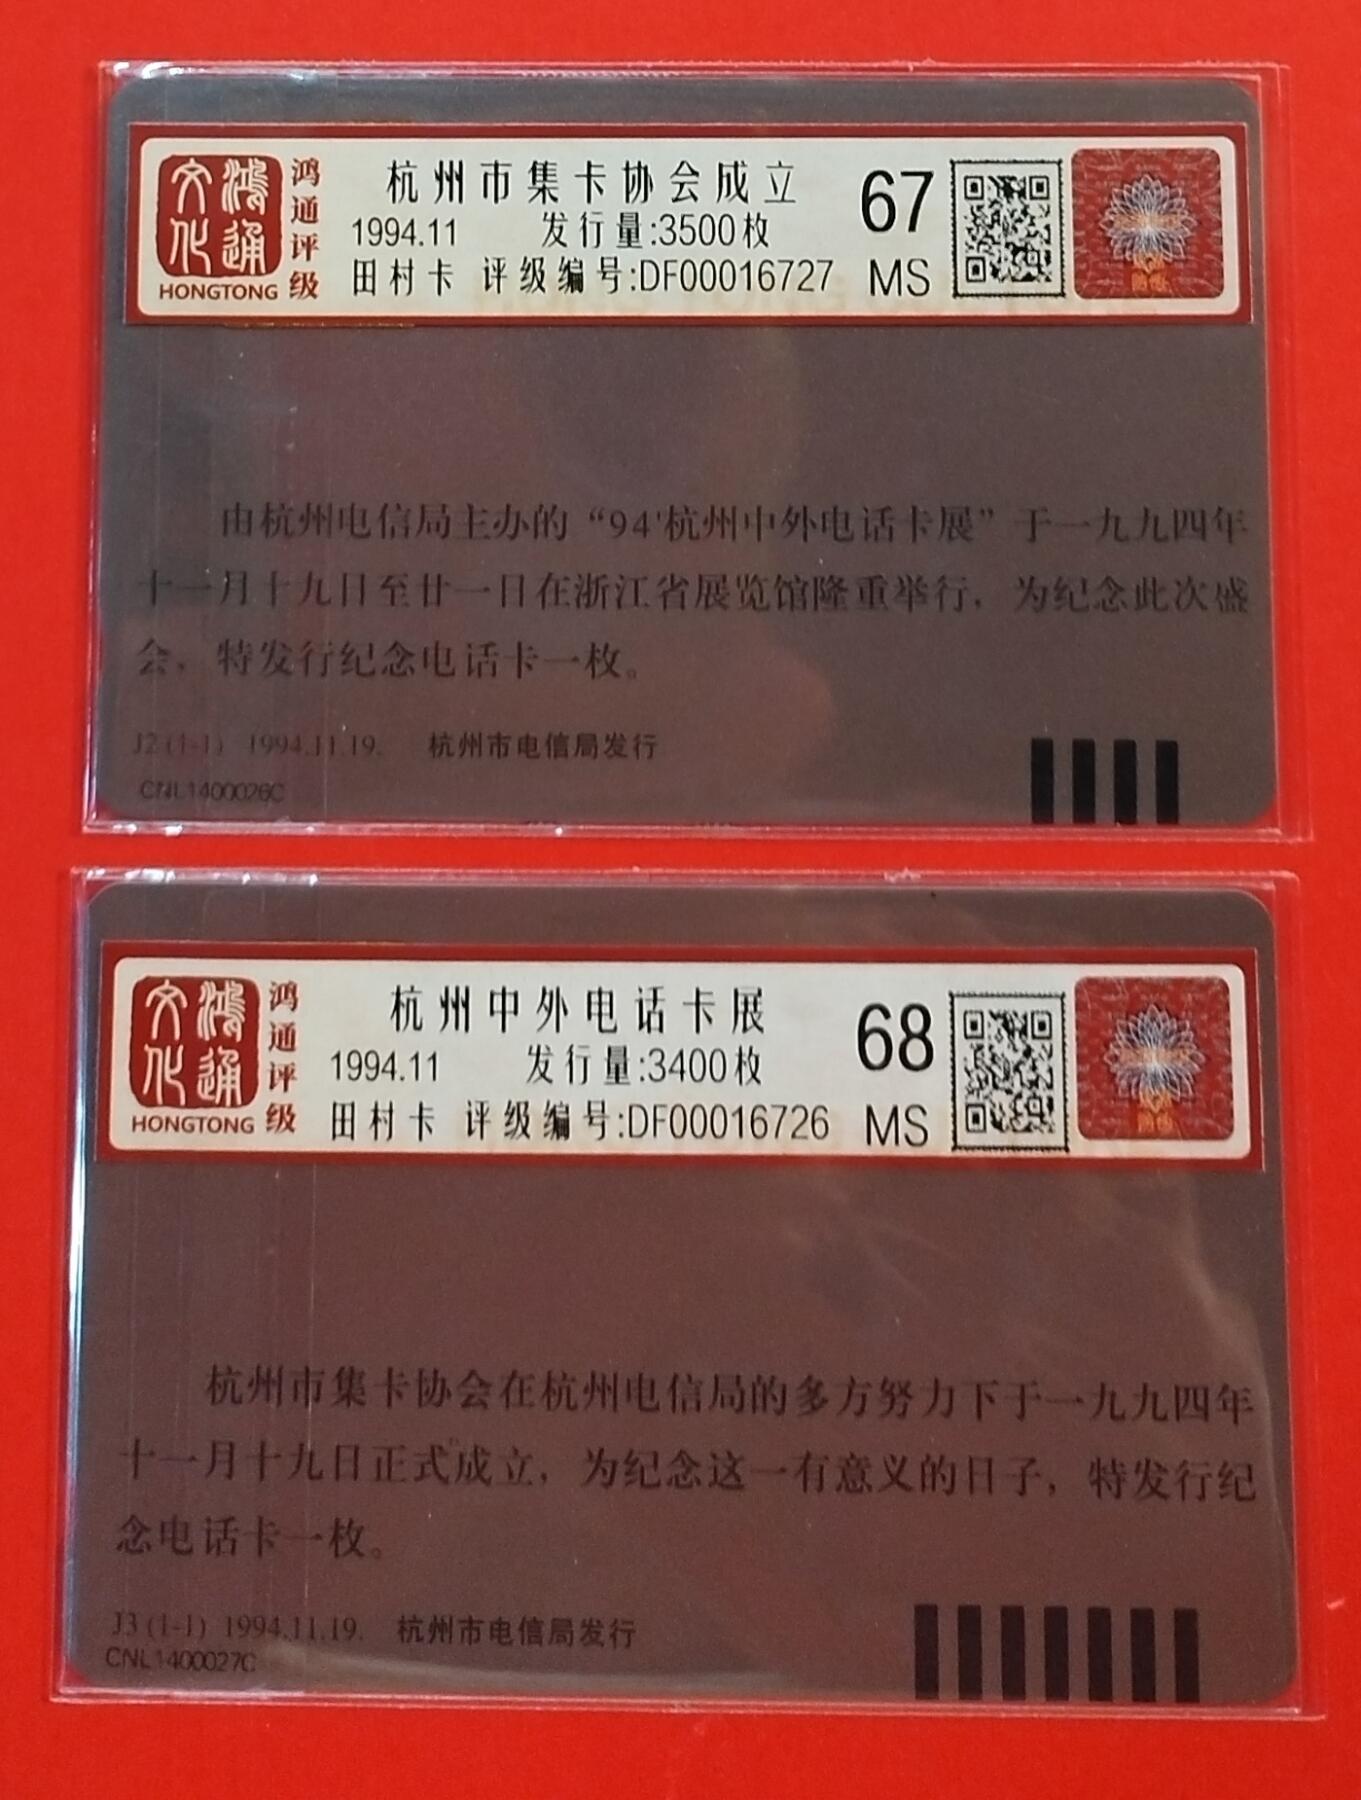 鸿通文化
HONGTONG
鸿通评级
杭州市集卡协会成立
1994.11 发行量:3500枚
田村卡 评级编号:DF00016727
67
MS
由杭州电信局主办的“94'杭州中外电话卡展”于一九九四年
十一月十九日至廿一日在浙江省展览馆隆重举行，为纪念此次盛
会，特发行纪念电话卡一枚。
J2 (1-1) 1994.11.19. 杭州市电信局发行
CNL1400026C
鸿通文化
HONGTONG
鸿通评级
杭州中外电话卡展
1994.11 发行量:3400枚
田村卡 评级编号:DF00016726
68
MS
杭州市集卡协会在杭州电信局的多方努力下于一九九四年
十一月十九日正式成立，为纪念这一有意义的日子，特发行纪
念电话卡一枚。
J3 (1-1) 1994.11.19. 杭州市电信局发行
CNL1400027C